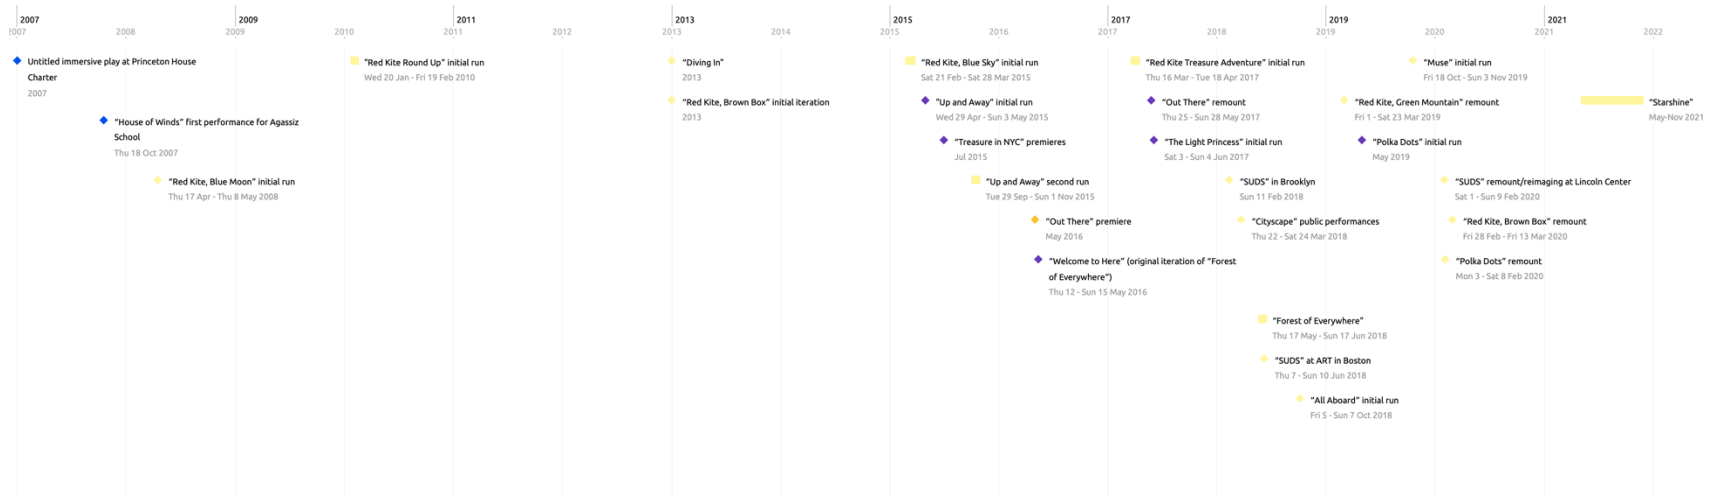 2007
2009
2011
2013
2015
2017
2019
2021
2007
2008
2009
2010
2011
2012
2013
2014
2015
2016
2017
2018
2019
2020
2021
2022
Untitled immersive play at Princeton House
Charter
2007
"House of Winds" first performance for Agassiz
School
Thu 18 Oct 2007
"Red Kite, Blue Moon" initial run
Thu 17 Apr - Thu 8 May 2008
"Red Kite Round Up" initial run
Wed 20 Jan - Fri 19 Feb 2010
"Diving In"
2013
"Red Kite, Brown Box" initial iteration
2013
"Red Kite, Blue Sky" initial run
Sat 21 Feb - Sat 28 Mar 2015
"Up and Away" initial run
Wed 29 Apr - Sun 3 May 2015
"Treasure in NYC" premieres
Jul 2015
"Up and Away" second run
Tue 29 Sep - Sun 1 Nov 2015
"Out There" premiere
May 2016
"Welcome to Here" (original iteration of "Forest
of Everywhere")
Thu 12 - Sun 15 May 2016
"Red Kite Treasure Adventure" initial run
Thu 16 Mar - Tue 18 Apr 2017
"Out There" remount
Thu 25 - Sun 28 May 2017
"The Light Princess" initial run
Sat 3 - Sun 4 Jun 2017
"SUDS" in Brooklyn
Sun 11 Feb 2018
"Cityscape" public performances
Thu 22 - Sat 24 Mar 2018
"Forest of Everywhere"
Thu 17 May - Sun 17 Jun 2018
"SUDS" at ART in Boston
Thu 7 - Sun 10 Jun 2018
"All Aboard" initial run
Fri 5 - Sun 7 Oct 2018
"Muse" initial run
Fri 18 Oct - Sun 3 Nov 2019
"Red Kite, Green Mountain" remount
Fri 1 - Sat 23 Mar 2019
"Polka Dots" initial run
May 2019
"SUDS" remount/reimaging at Lincoln Center
Sat 1 - Sun 9 Feb 2020
"Red Kite, Brown Box" remount
Fri 28 Feb - Fri 13 Mar 2020
"Polka Dots" remount
Mon 3 - Sat 8 Feb 2020
"Starshine"
May-Nov 2021